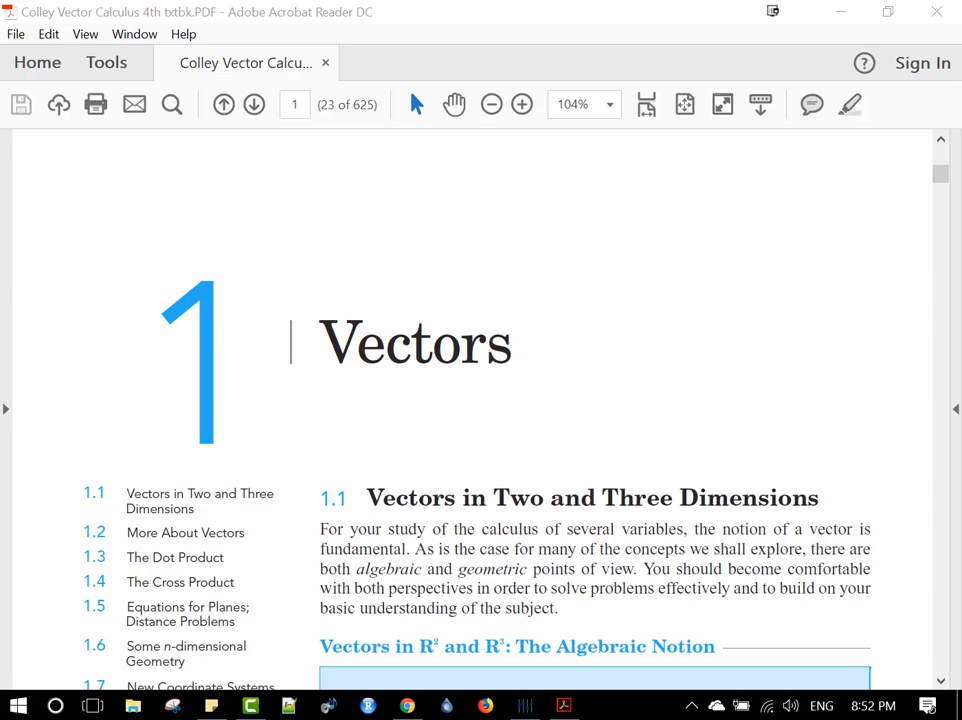 Colley Vector Calculus 4th txtbk.PDF - Adobe Acrobat Reader DC
File Edit View Window Help
Home Tools Colley Vector Calcu... × ? Sign In
1 (23 of 625) 104%
1 Vectors
1.1 Vectors in Two and Three
Dimensions
1.2 More About Vectors
1.3 The Dot Product
1.4 The Cross Product
1.5 Equations for Planes;
Distance Problems
1.6 Some n-dimensional
Geometry
1.7 New Coordinate Systems
1.1 Vectors in Two and Three Dimensions
For your study of the calculus of several variables, the notion of a vector is
fundamental. As is the case for many of the concepts we shall explore, there are
both algebraic and geometric points of view. You should become comfortable
with both perspectives in order to solve problems effectively and to build on your
basic understanding of the subject.
Vectors in R² and R³: The Algebraic Notion
ENG 8:52 PM